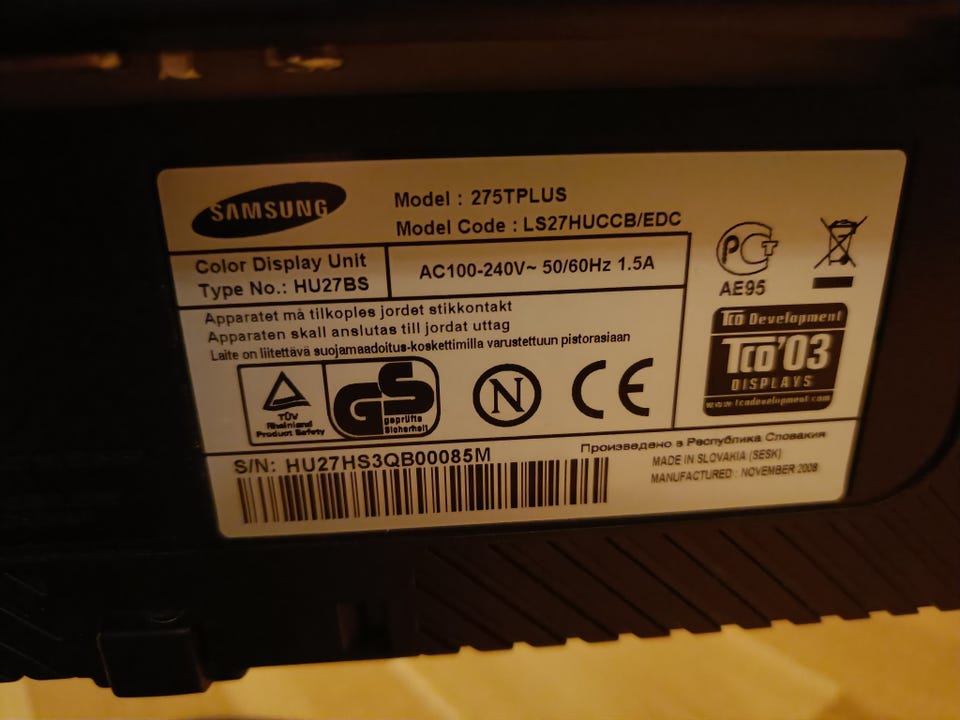 SAMSUNG
Model : 275TPLUS
Model Code : LS27HUCCB/EDC
Color Display Unit
Type No.: HU27BS
AC100-240V~ 50/60Hz 1.5A
Apparatet må tilkoples jordet stikkontakt
Apparaten skall anslutas till jordat uttag
Laite on liitettävä suojamaadoitus-koskettimilla varustettuun pistorasiaan
РСТ
AE95
TCO Development
TCO'03
DISPLAYS
www.tcodevelopment.com
TÜV
Rheinland
Product Safety
GS
geprüfte
Sicherheit
N
CE
S/N: HU27HS3QB00085M
Произведено в Республика Словакия
MADE IN SLOVAKIA (SESK)
MANUFACTURED : NOVEMBER 2008